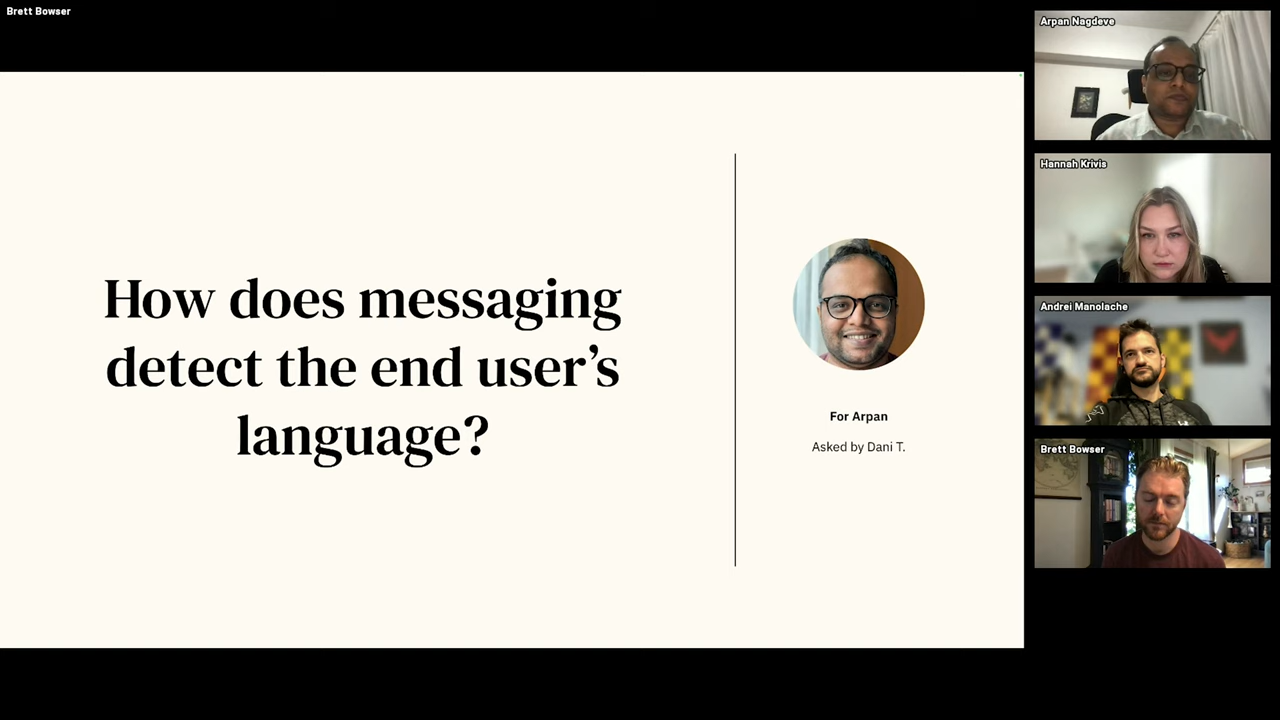 Brett Bowser
How does messaging
detect the end user’s
language?
For Arpan
Asked by Dani T.
Arpan Nagdeve
Hannah Krivis
Andrei Manolache
Brett Bowser